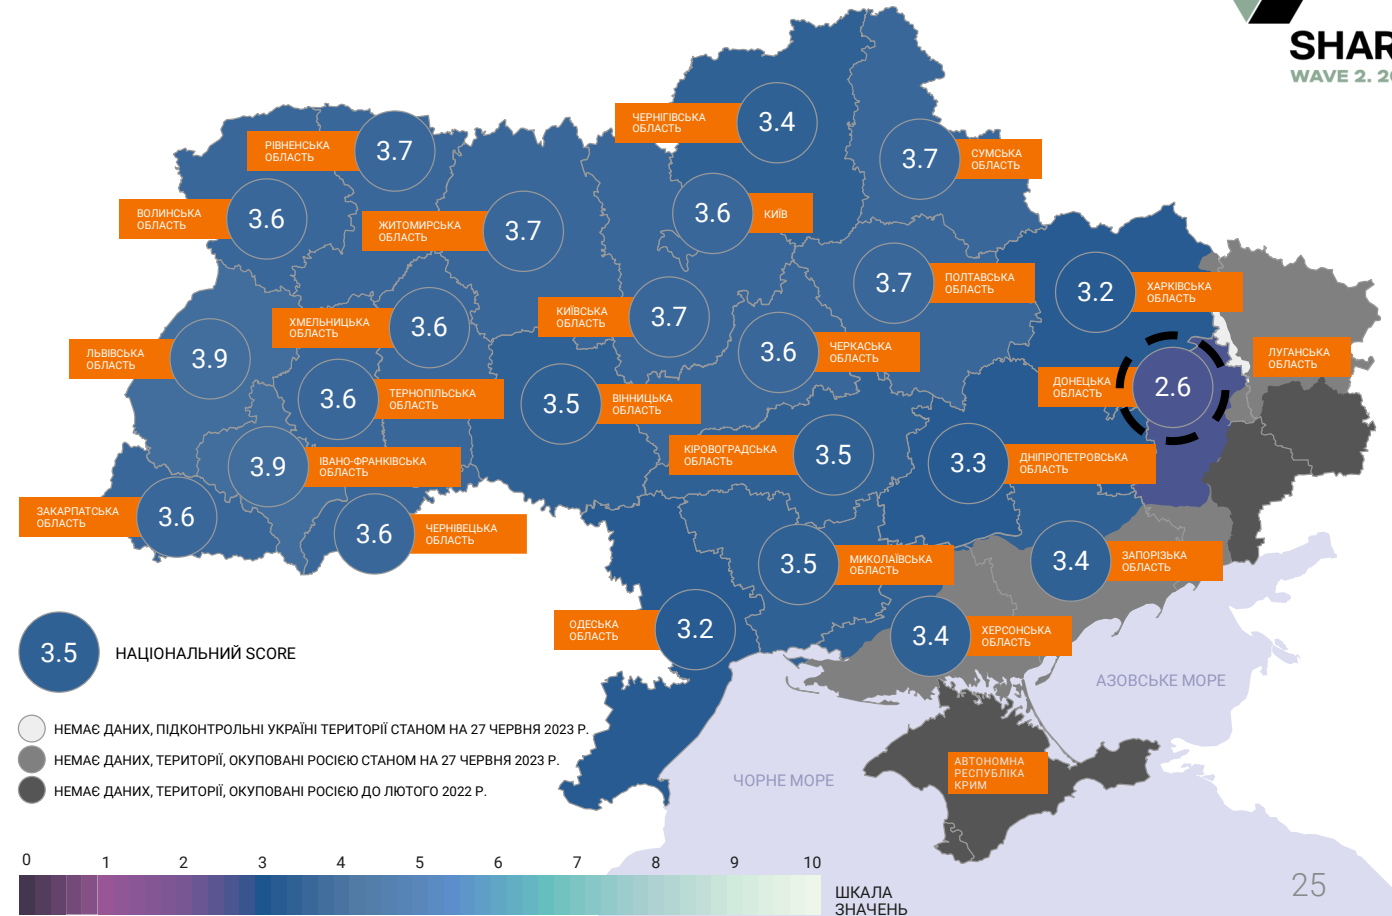 SHAR
WAVE 2. 20
ЧЕРНІГІВСЬКА
ОБЛАСТЬ
3.4
РІВНЕНСЬКА
ОБЛАСТЬ
3.7
СУМСЬКА
ОБЛАСТЬ
3.7
ВОЛИНСЬКА
ОБЛАСТЬ
3.6
ЖИТОМИРСЬКА
ОБЛАСТЬ
3.7
3.6
КИЇВ
3.7
ПОЛТАВСЬКА
ОБЛАСТЬ
3.2
ХАРКІВСЬКА
ОБЛАСТЬ
ХМЕЛЬНИЦЬКА
ОБЛАСТЬ
3.6
КИЇВСЬКА
ОБЛАСТЬ
3.7
3.6
ЧЕРКАСЬКА
ОБЛАСТЬ
ЛЬВІВСЬКА
ОБЛАСТЬ
3.9
ЛУГАНСЬКА
ОБЛАСТЬ
ДОНЕЦЬКА
ОБЛАСТЬ
2.6
3.6
ТЕРНОПІЛЬСЬКА
ОБЛАСТЬ
3.5
ВІННИЦЬКА
ОБЛАСТЬ
КІРОВОГРАДСЬКА
ОБЛАСТЬ
3.5
3.3
ДНІПРОПЕТРОВСЬКА
ОБЛАСТЬ
3.9
ІВАНО-ФРАНКІВСЬКА
ОБЛАСТЬ
ЗАКАРПАТСЬКА
ОБЛАСТЬ
3.6
3.6
ЧЕРНІВЕЦЬКА
ОБЛАСТЬ
3.5
МИКОЛАЇВСЬКА
ОБЛАСТЬ
3.4
ЗАПОРІЗЬКА
ОБЛАСТЬ
ОДЕСЬКА
ОБЛАСТЬ
3.2
3.4
ХЕРСОНСЬКА
ОБЛАСТЬ
3.5
НАЦІОНАЛЬНИЙ SCORE
АЗОВСЬКЕ МОРЕ
НЕМАЄ ДАНИХ, ПІДКОНТРОЛЬНІ УКРАЇНІ ТЕРИТОРІЇ СТАНОМ НА 27 ЧЕРВНЯ 2023 Р.
НЕМАЄ ДАНИХ, ТЕРИТОРІЇ, ОКУПОВАНІ РОСІЄЮ СТАНОМ НА 27 ЧЕРВНЯ 2023 Р.
НЕМАЄ ДАНИХ, ТЕРИТОРІЇ, ОКУПОВАНІ РОСІЄЮ ДО ЛЮТОГО 2022 Р.
ЧОРНЕ МОРЕ
АВТОНОМНА
РЕСПУБЛІКА
КРИМ
0 1 2 3 4 5 6 7 8 9 10
ШКАЛА
ЗНАЧЕНЬ
25